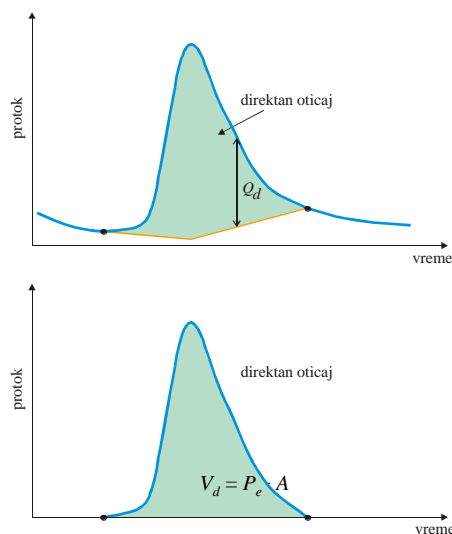 direktan oticaj
protok
Q_d
vreme
direktan oticaj
protok
V_d = P_e · A
vreme